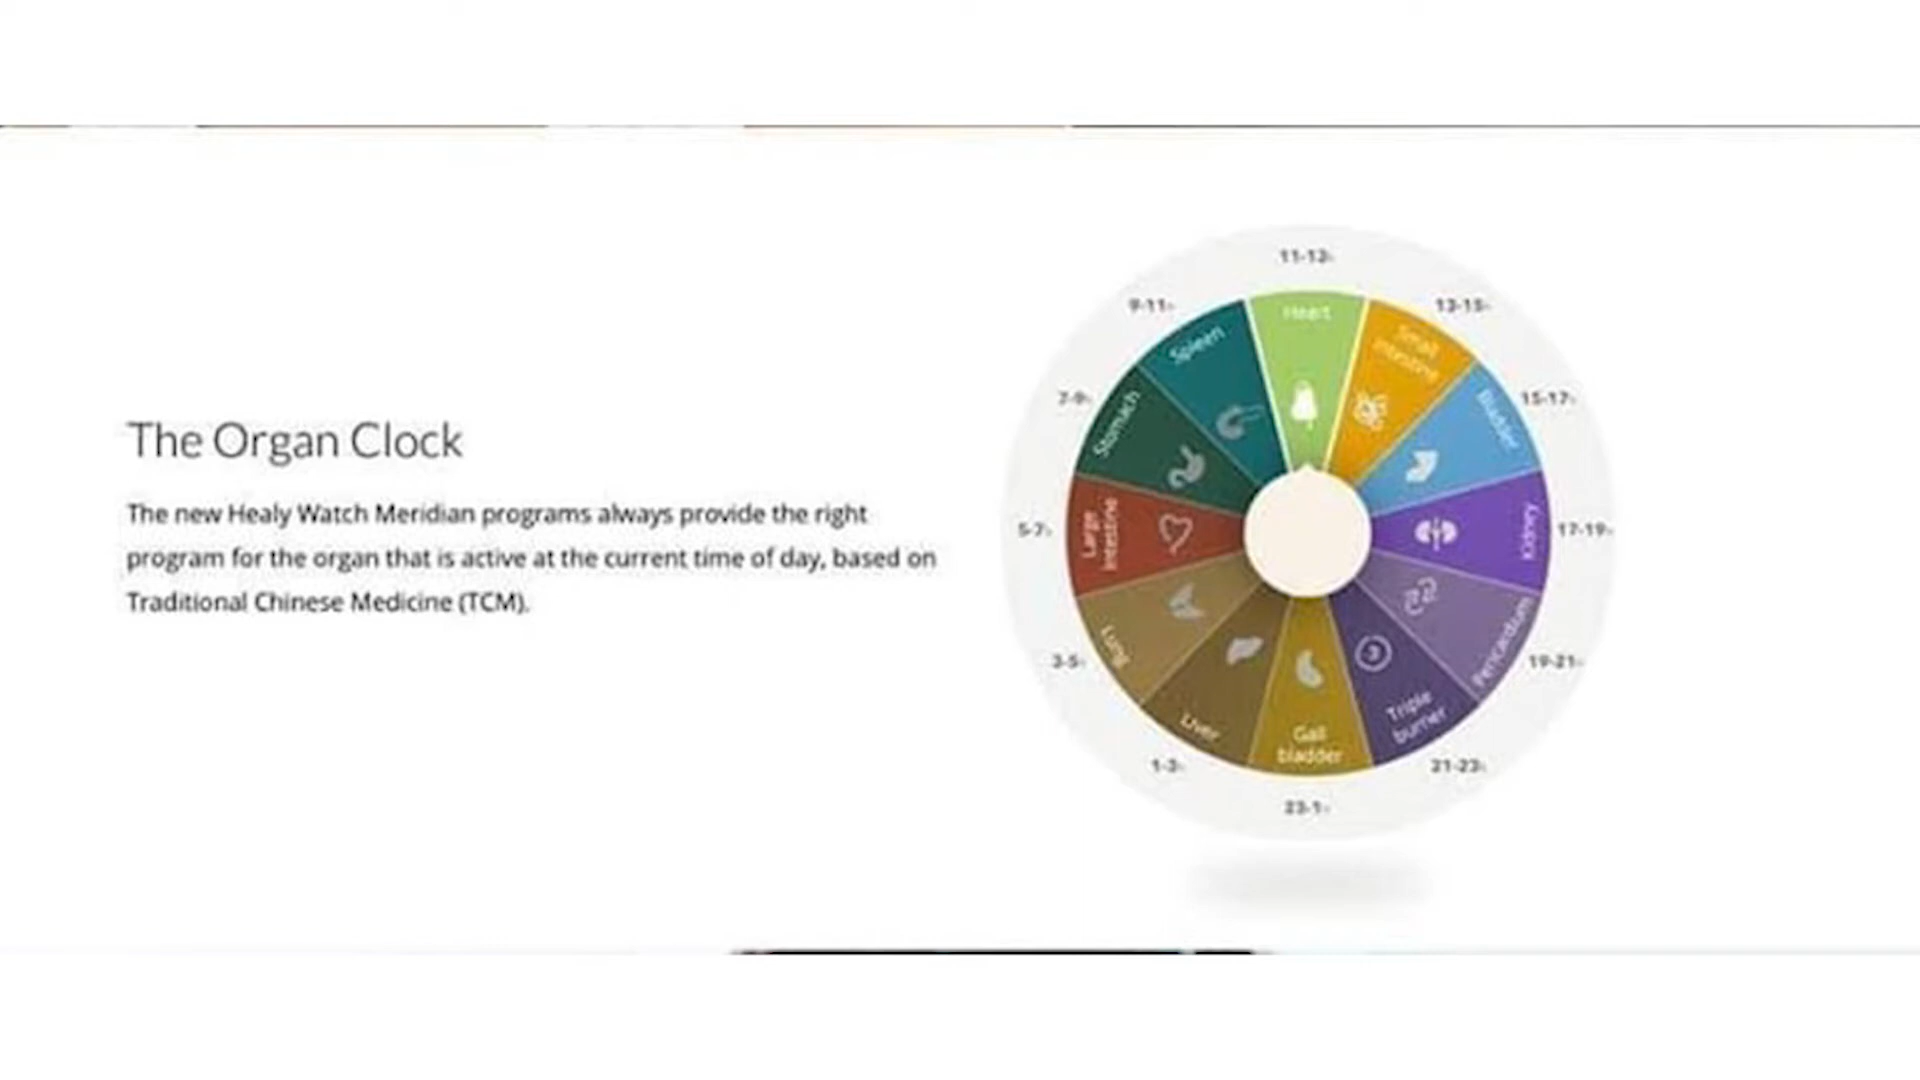 The Organ Clock
The new Healy Watch Meridian programs always provide the right
program for the organ that is active at the current time of day, based on
Traditional Chinese Medicine (TCM).
11-13
13-15
15-17
17-19
19-21
21-23
23-1
1-3
3-5
5-7
7-9
9-11
Heart
Small
intestine
Bladder
Kidney
Pericardium
Triple
burner
3
Gall
bladder
Liver
Lung
Large
intestine
Stomach
Spleen